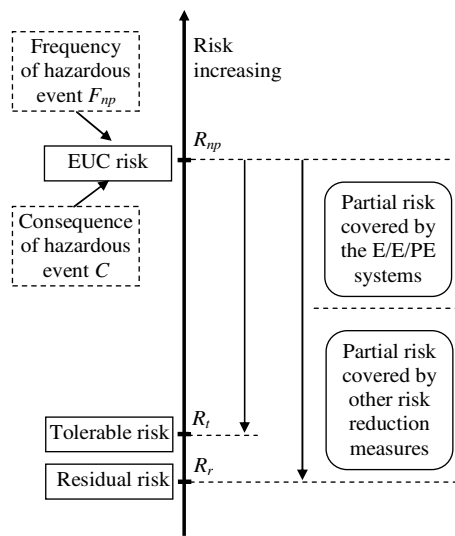 Frequency
of hazardous
event F_np
Risk
increasing
R_np
EUC risk
Consequence
of hazardous
event C
Partial risk
covered by
the E/E/PE
systems
Partial risk
covered by
other risk
reduction
measures
R_t
Tolerable risk
R_r
Residual risk